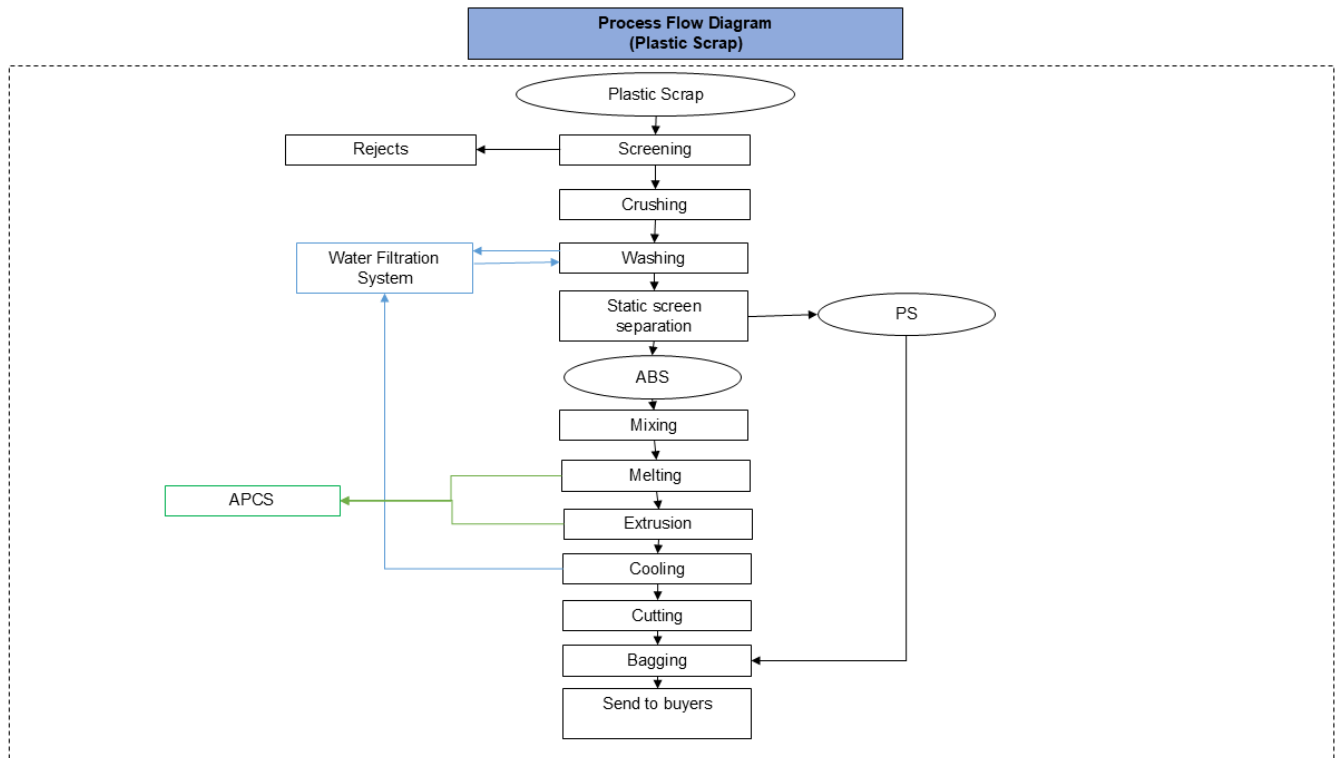 Process Flow Diagram
(Plastic Scrap)
Plastic Scrap
Rejects
Screening
Crushing
Water Filtration
System
Washing
Static screen
separation
PS
ABS
Mixing
Melting
APCS
Extrusion
Cooling
Cutting
Bagging
Send to buyers